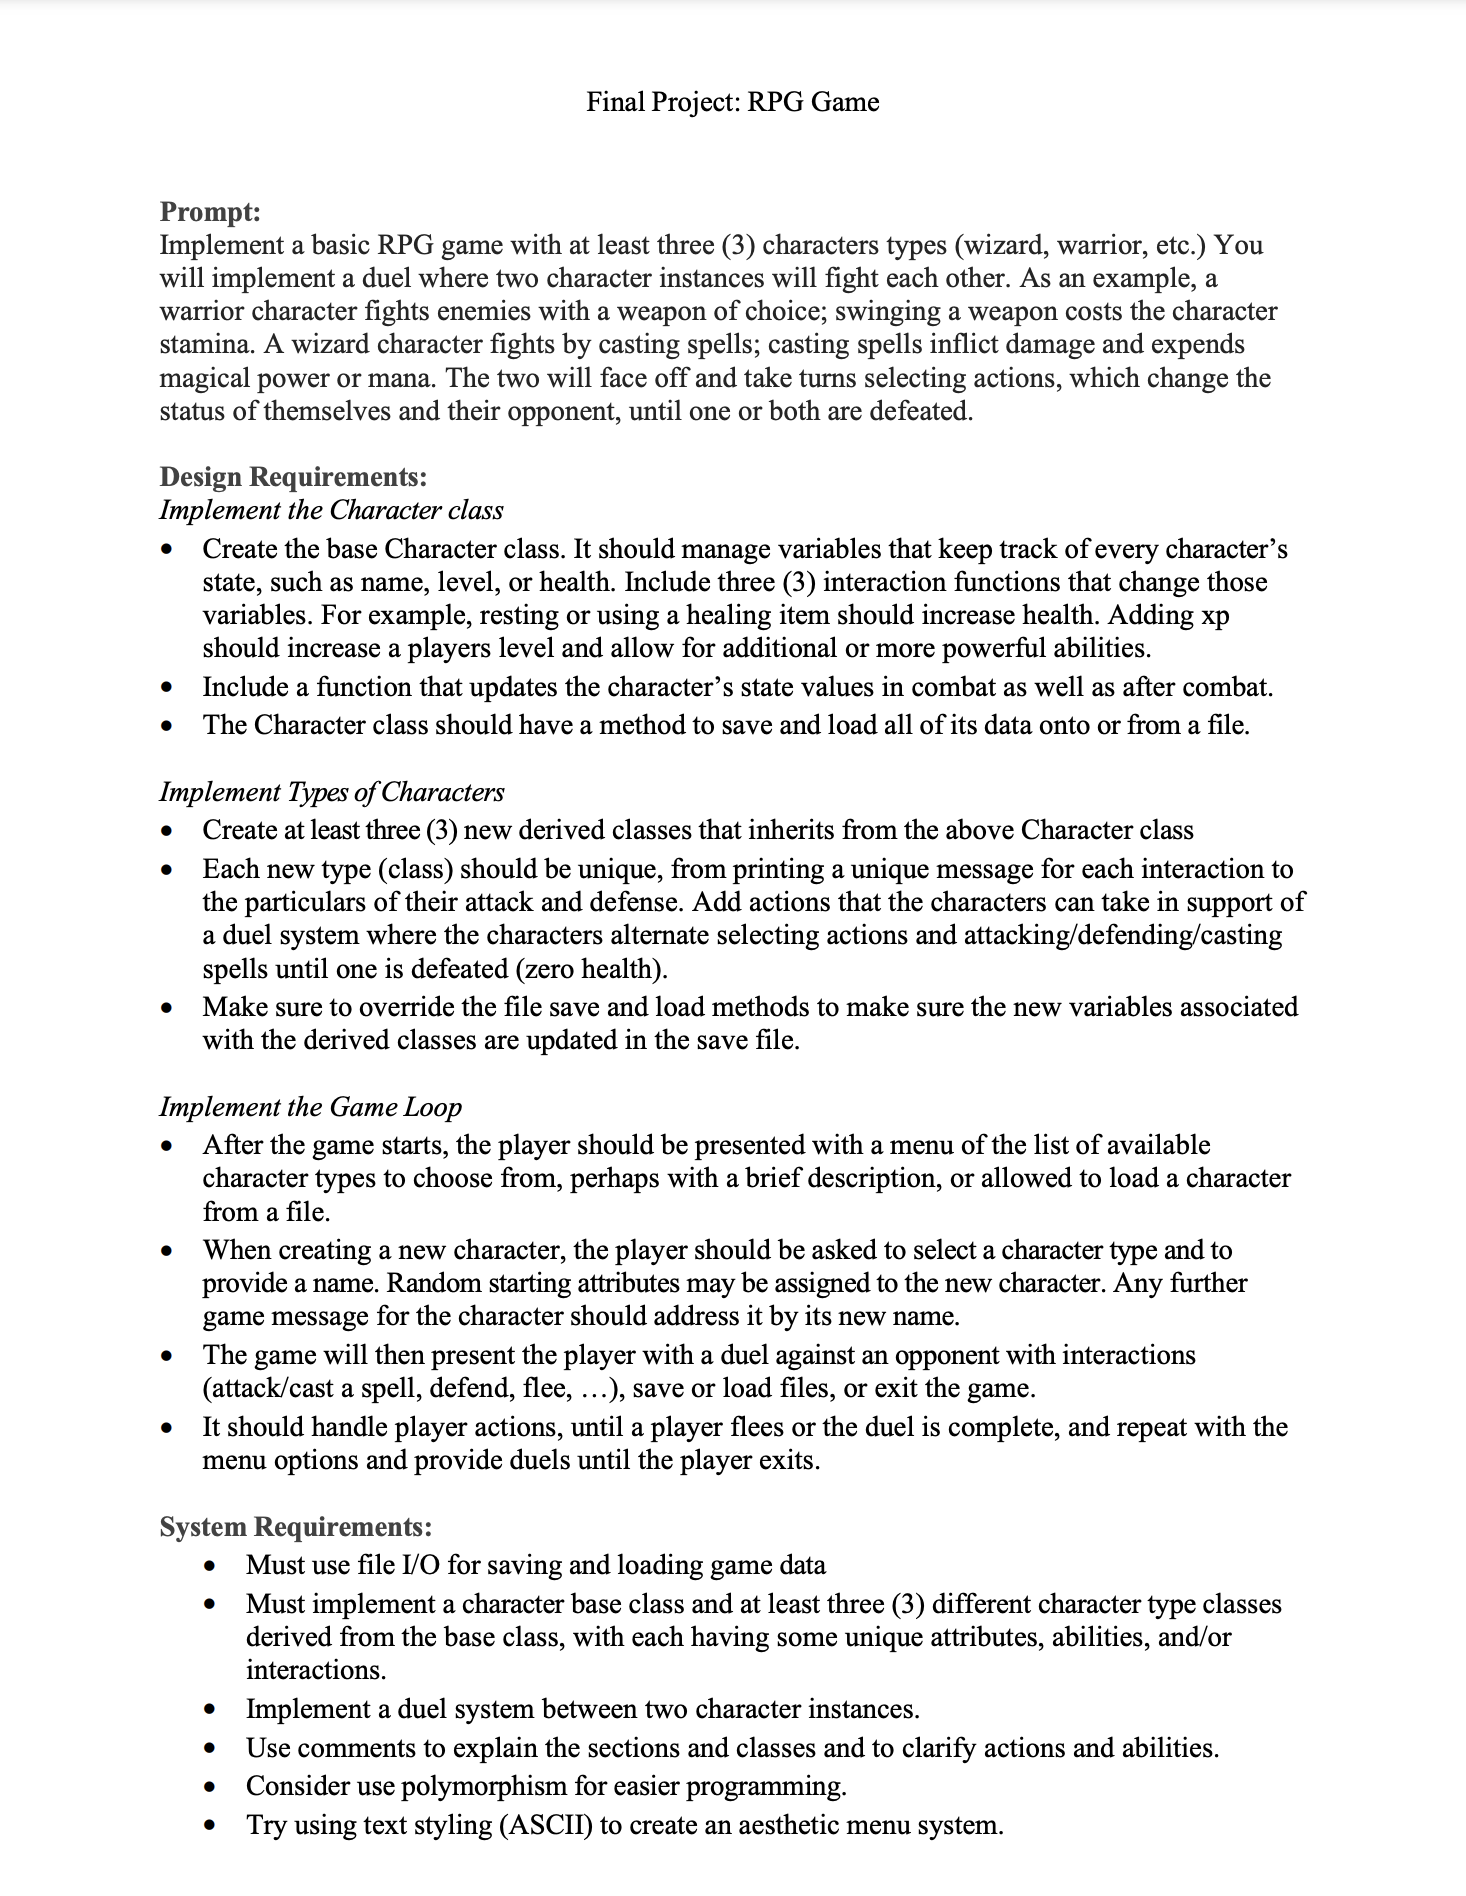 Final Project: RPG Game
Prompt:
Implement a basic RPG game with at least three (3) characters types (wizard, warrior, etc.) You
will implement a duel where two character instances will fight each other. As an example, a
warrior character fights enemies with a weapon of choice; swinging a weapon costs the character
stamina. A wizard character fights by casting spells; casting spells inflict damage and expends
magical power or mana. The two will face off and take turns selecting actions, which change the
status of themselves and their opponent, until one or both are defeated.
Design Requirements:
Implement the Character class
• Create the base Character class. It should manage variables that keep track of every character’s
state, such as name, level, or health. Include three (3) interaction functions that change those
variables. For example, resting or using a healing item should increase health. Adding xp
should increase a players level and allow for additional or more powerful abilities.
• Include a function that updates the character’s state values in combat as well as after combat.
• The Character class should have a method to save and load all of its data onto or from a file.
Implement Types of Characters
• Create at least three (3) new derived classes that inherits from the above Character class
• Each new type (class) should be unique, from printing a unique message for each interaction to
the particulars of their attack and defense. Add actions that the characters can take in support of
a duel system where the characters alternate selecting actions and attacking/defending/casting
spells until one is defeated (zero health).
• Make sure to override the file save and load methods to make sure the new variables associated
with the derived classes are updated in the save file.
Implement the Game Loop
• After the game starts, the player should be presented with a menu of the list of available
character types to choose from, perhaps with a brief description, or allowed to load a character
from a file.
• When creating a new character, the player should be asked to select a character type and to
provide a name. Random starting attributes may be assigned to the new character. Any further
game message for the character should address it by its new name.
• The game will then present the player with a duel against an opponent with interactions
(attack/cast a spell, defend, flee, …), save or load files, or exit the game.
• It should handle player actions, until a player flees or the duel is complete, and repeat with the
menu options and provide duels until the player exits.
System Requirements:
• Must use file I/O for saving and loading game data
• Must implement a character base class and at least three (3) different character type classes
derived from the base class, with each having some unique attributes, abilities, and/or
interactions.
• Implement a duel system between two character instances.
• Use comments to explain the sections and classes and to clarify actions and abilities.
• Consider use polymorphism for easier programming.
• Try using text styling (ASCII) to create an aesthetic menu system.